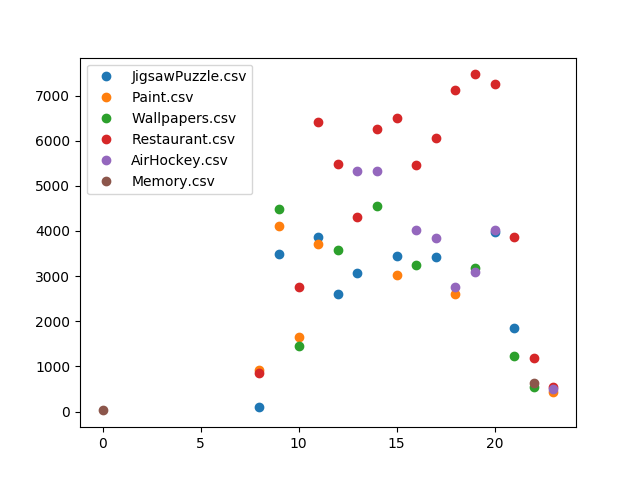 JigsawPuzzle.csv
Paint.csv
Wallpapers.csv
Restaurant.csv
AirHockey.csv
Memory.csv
7000
6000
5000
4000
3000
2000
1000
0
0 5 10 15 20